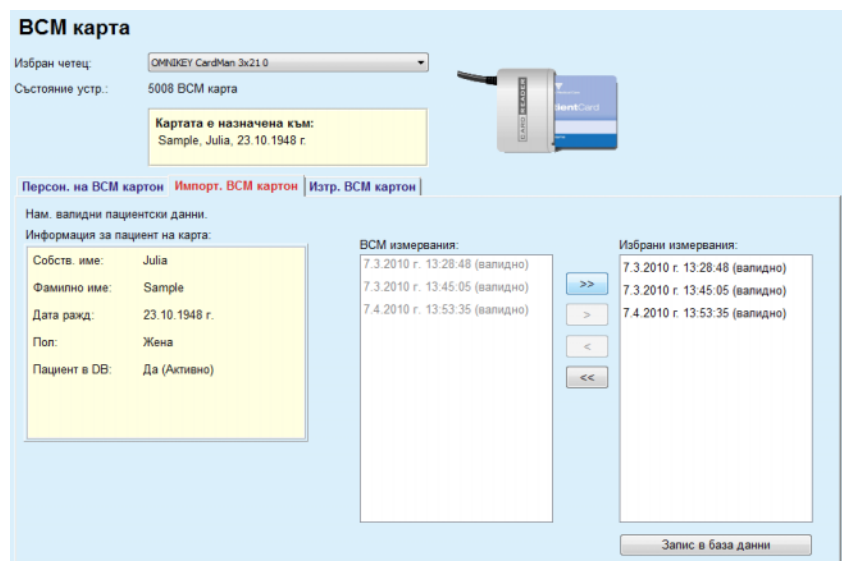 BCM карта
Избран четец:
OMNIKEY CardMan 3x21 0
Състояние устр.:
5008 BCM карта
Картата е назначена към:
Sample, Julia, 23.10.1948 г.
CARD READER
ientCard
Персон. на BCM картон
Импорт. BCM картон
Изтр. BCM картон
Нам. валидни пациентски данни.
Информация за пациент на карта:
Собств. име: Julia
Фамилно име: Sample
Дата ражд: 23.10.1948 г.
Пол: Жена
Пациент в DB: Да (Активно)
BCM измервания:
7.3.2010 г. 13:28:48 (валидно)
7.3.2010 г. 13:45:05 (валидно)
7.4.2010 г. 13:53:35 (валидно)
>>
>
<
<<
Избрани измервания:
7.3.2010 г. 13:28:48 (валидно)
7.3.2010 г. 13:45:05 (валидно)
7.4.2010 г. 13:53:35 (валидно)
Запис в база данни